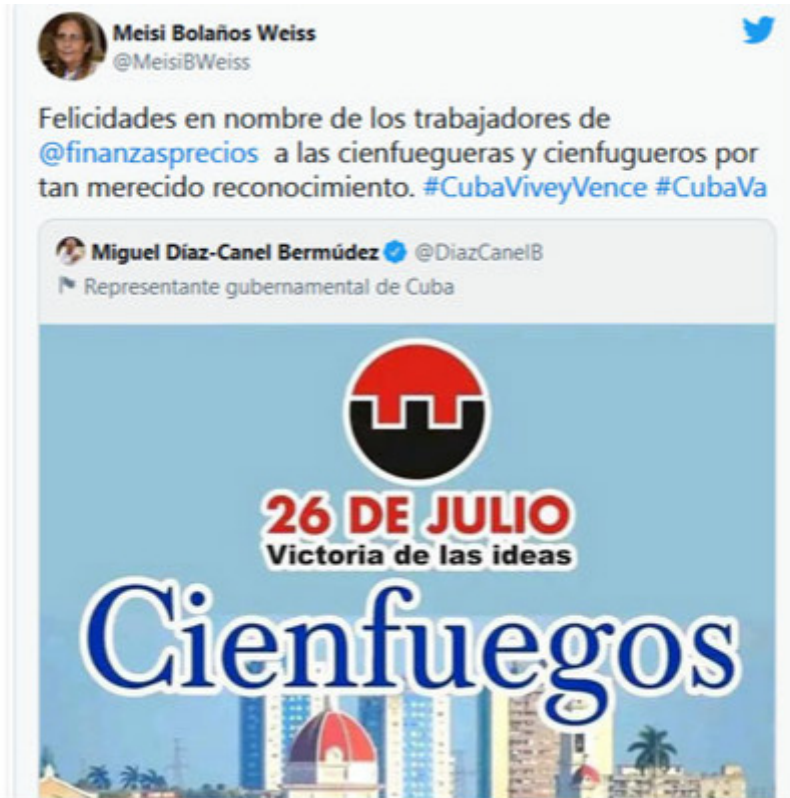 Meisi Bolaños Weiss
@MeisiBWeiss
Felicidades en nombre de los trabajadores de
@finanzasprecios a las cienfuegueras y cienfugueros por
tan merecido reconocimiento. #CubaViveyVence #CubaVa
Miguel Díaz-Canel Bermúdez @DiazCanelB
Representante gubernamental de Cuba
26 DE JULIO
Victoria de las ideas
Cienfuegos